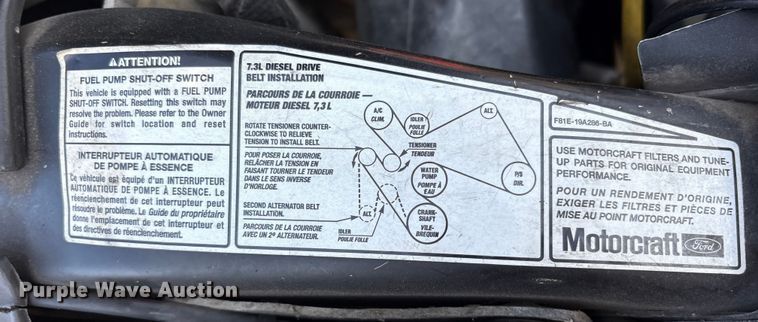 ATTENTION!
FUEL PUMP SHUT-OFF SWITCH
This vehicle is equipped with a FUEL PUMP
SHUT-OFF SWITCH. Resetting this switch may
resolve the problem. Please refer to the Owner
Guide for switch location and reset
instructions.
INTERRUPTEUR AUTOMATIQUE
DE POMPE À ESSENCE
Le véhicule est équipé d'un INTERRUPTEUR
AUTOMATIQUE DE POMPE À ESSENCE. Le
réenclenchement de cet interrupteur peut
résoudre le problème. Le Guide du propriétaire
donne l'emplacement de cet interrupteur et
des directives de réenclenchement.
7.3L DIESEL DRIVE
BELT INSTALLATION
PARCOURS DE LA COURROIE —
MOTEUR DIESEL 7,3 L
ROTATE TENSIONER COUNTER-
CLOCKWISE TO RELIEVE
TENSION TO INSTALL BELT.
POUR POSER LA COURROIE,
RELÂCHER LA TENSION EN
FAISANT TOURNER LE TENDEUR
DANS LE SENS INVERSE
D'HORLOGE.
SECOND ALTERNATOR BELT
INSTALLATION.
PARCOURS DE LA COURROIE
AVEC UN 2e ALTERNATEUR.
A/C
CLIM.
IDLER
POULIE
FOLLE
ALT.
TENSIONER
TENDEUR
WATER
PUMP
POMPE À
EAU
P/S
DIR.
ALT.
IDLER
POULIE FOLLE
CRANK-
SHAFT
VILE-
BREQUIN
F81E-19A286-BA
USE MOTORCRAFT FILTERS AND TUNE-
UP PARTS FOR ORIGINAL EQUIPMENT
PERFORMANCE.
POUR UN RENDEMENT D'ORIGINE,
EXIGER LES FILTRES ET PIÈCES DE
MISE AU POINT MOTORCRAFT.
Motorcraft Ford
Purple Wave Auction